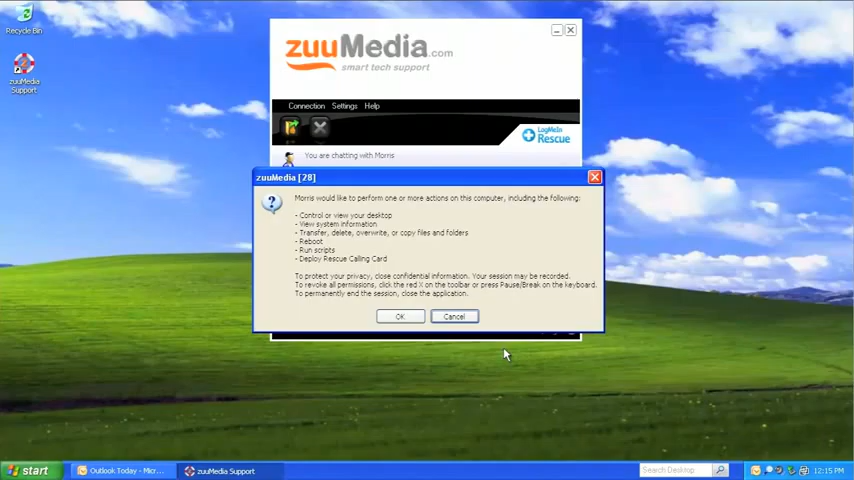 Recycle Bin
zuuMedia
Support
zuuMedia.com
smart tech support
Connection Settings Help
LogMeIn
Rescue
You are chatting with Morris
zuuMedia [28]
Morris would like to perform one or more actions on this computer, including the following:
- Control or view your desktop
- View system information
- Transfer, delete, overwrite, or copy files and folders
- Reboot
- Run scripts
- Deploy Rescue Calling Card
To protect your privacy, close confidential information. Your session may be recorded.
To revoke all permissions, click the red X on the toolbar or press Pause/Break on the keyboard.
To permanently end the session, close the application.
OK Cancel
start Outlook Today - Micr... zuuMedia Support Search Desktop 12:15 PM